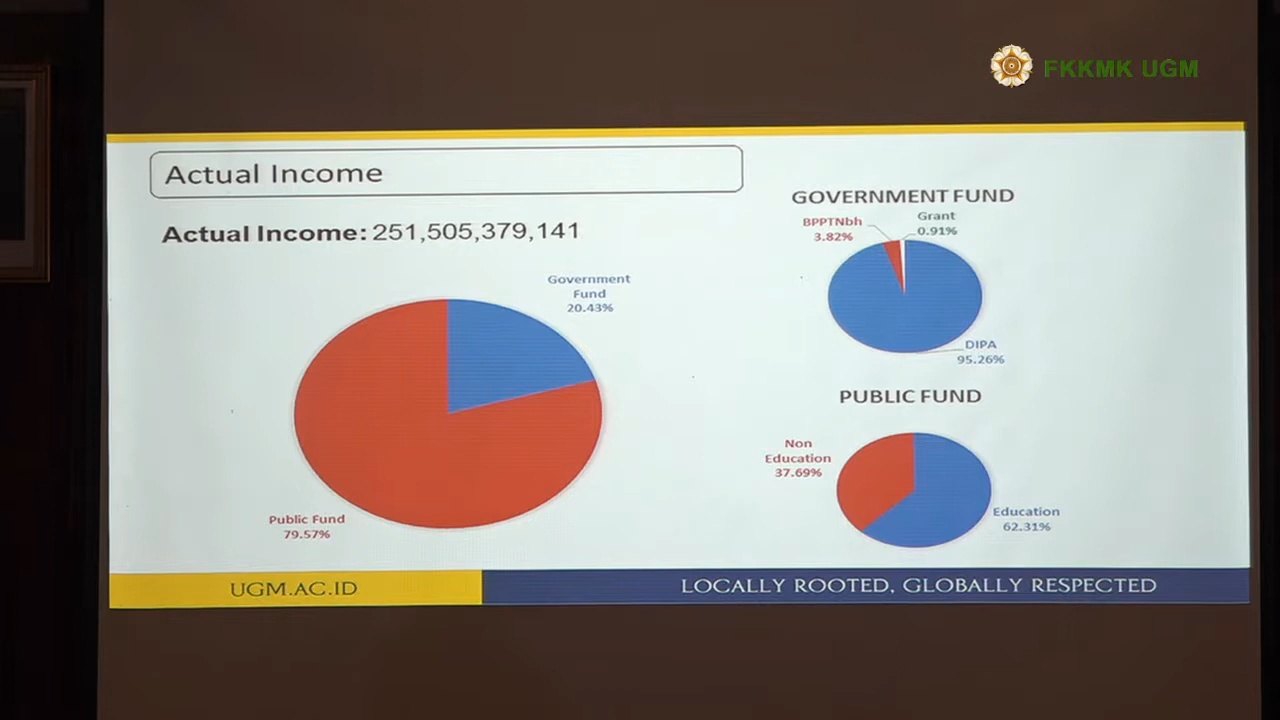 FKKMK UGM
Actual Income
Actual Income: 251,505,379,141
Government
Fund
20.43%
Public Fund
79.57%
GOVERNMENT FUND
BPPTNbh
3.82%
Grant
0.91%
DIPA
95.26%
PUBLIC FUND
Non
Education
37.69%
Education
62.31%
UGM.AC.ID
LOCALLY ROOTED, GLOBALLY RESPECTED